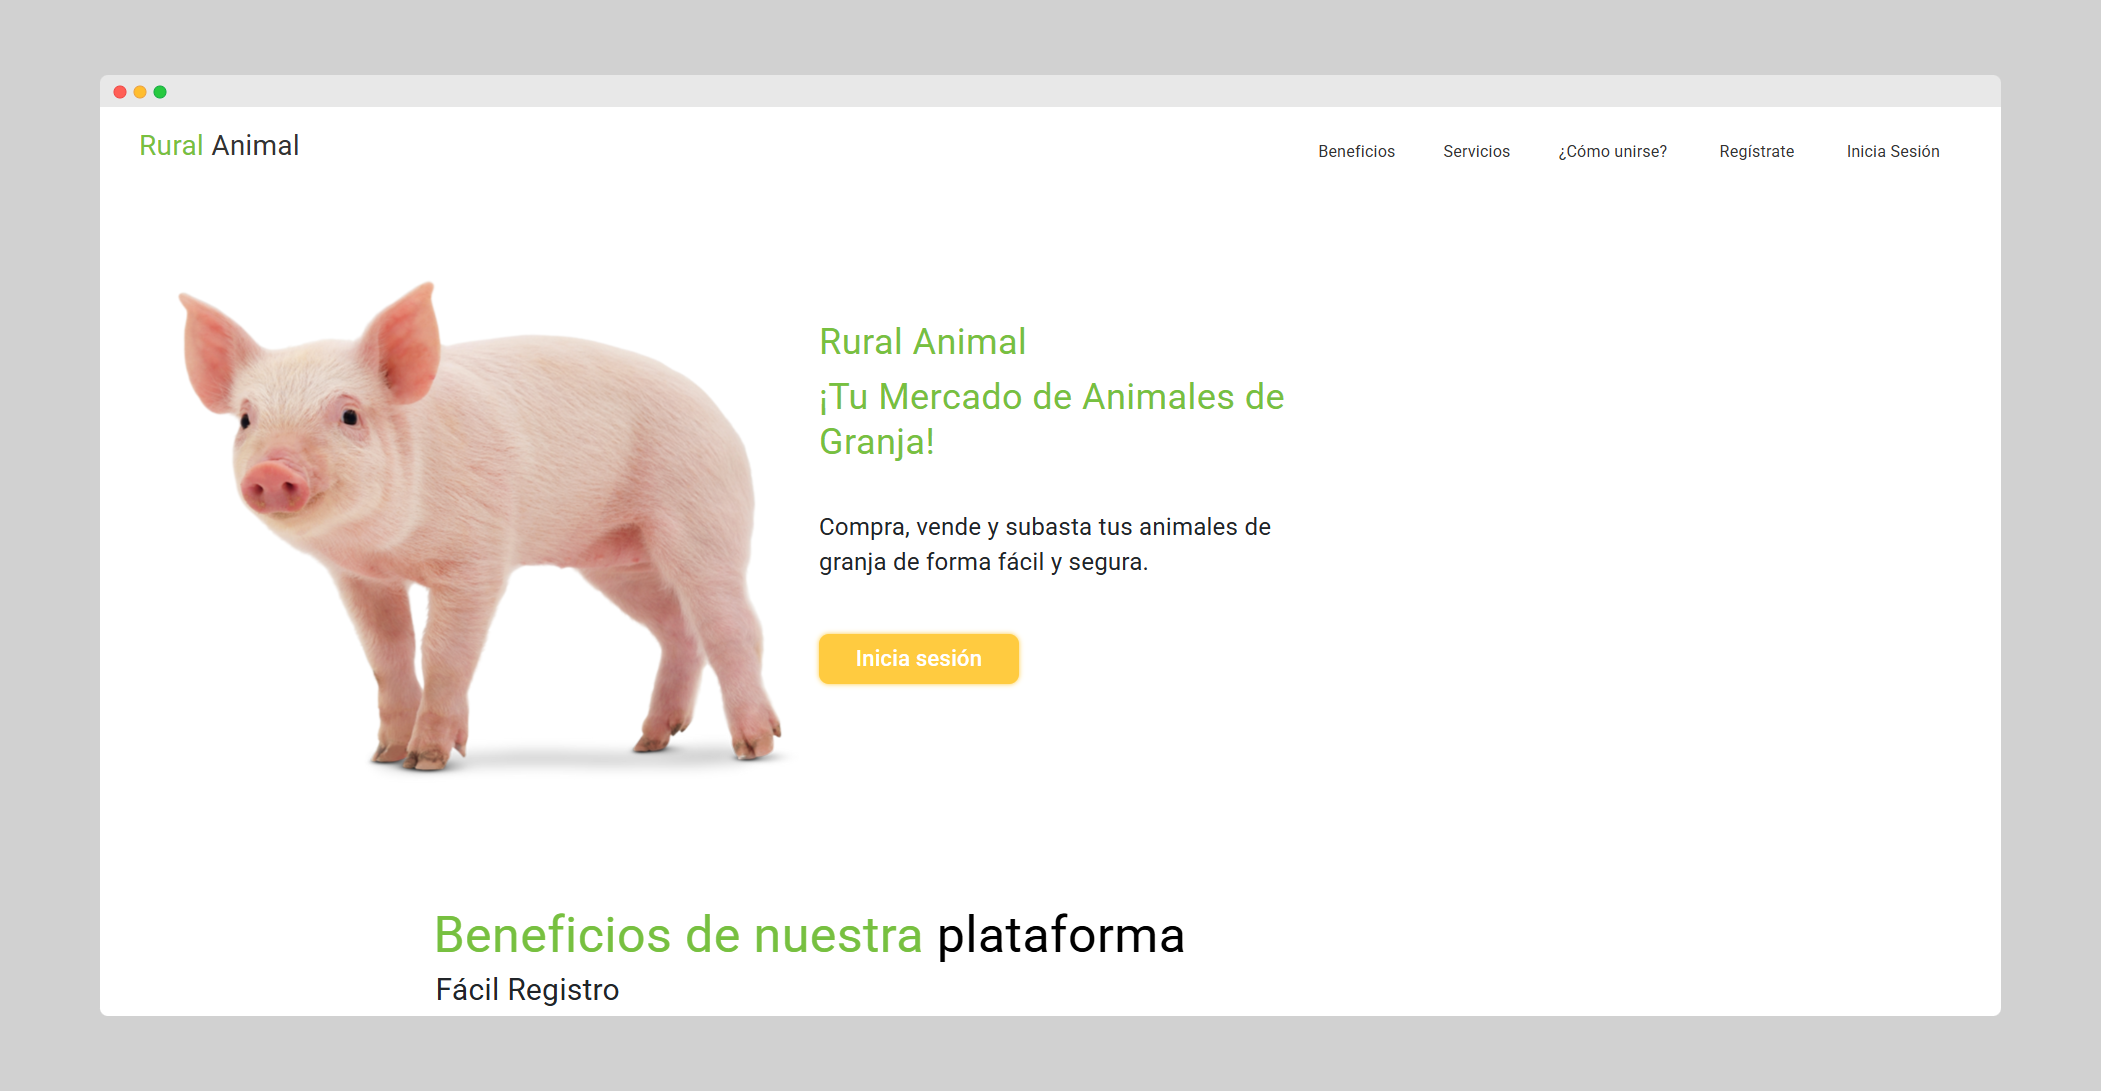 Rural Animal
Beneficios
Servicios
¿Cómo unirse?
Regístrate
Inicia Sesión
Rural Animal
¡Tu Mercado de Animales de
Granja!
Compra, vende y subasta tus animales de
granja de forma fácil y segura.
Inicia sesión
Beneficios de nuestra plataforma
Fácil Registro